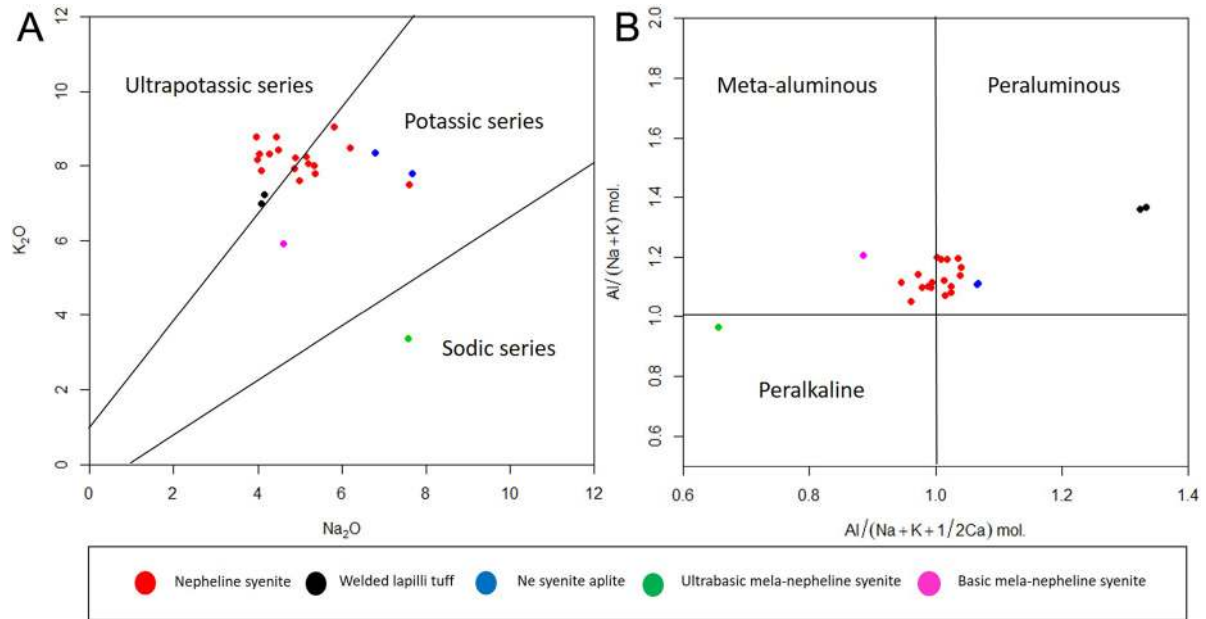 A
B
12
10
8
6
4
2
0
K₂O
Ultrapotassic series
Potassic series
Sodic series
0 2 4 6 8 10 12
Na₂O
2.0
1.8
1.6
1.4
1.2
1.0
0.8
0.6
Al/(Na+K) mol.
Meta-aluminous
Peraluminous
Peralkaline
0.6 0.8 1.0 1.2 1.4
Al/(Na+K+1/2Ca) mol.
Nepheline syenite
Welded lapilli tuff
Ne syenite aplite
Ultrabasic mela-nepheline syenite
Basic mela-nepheline syenite